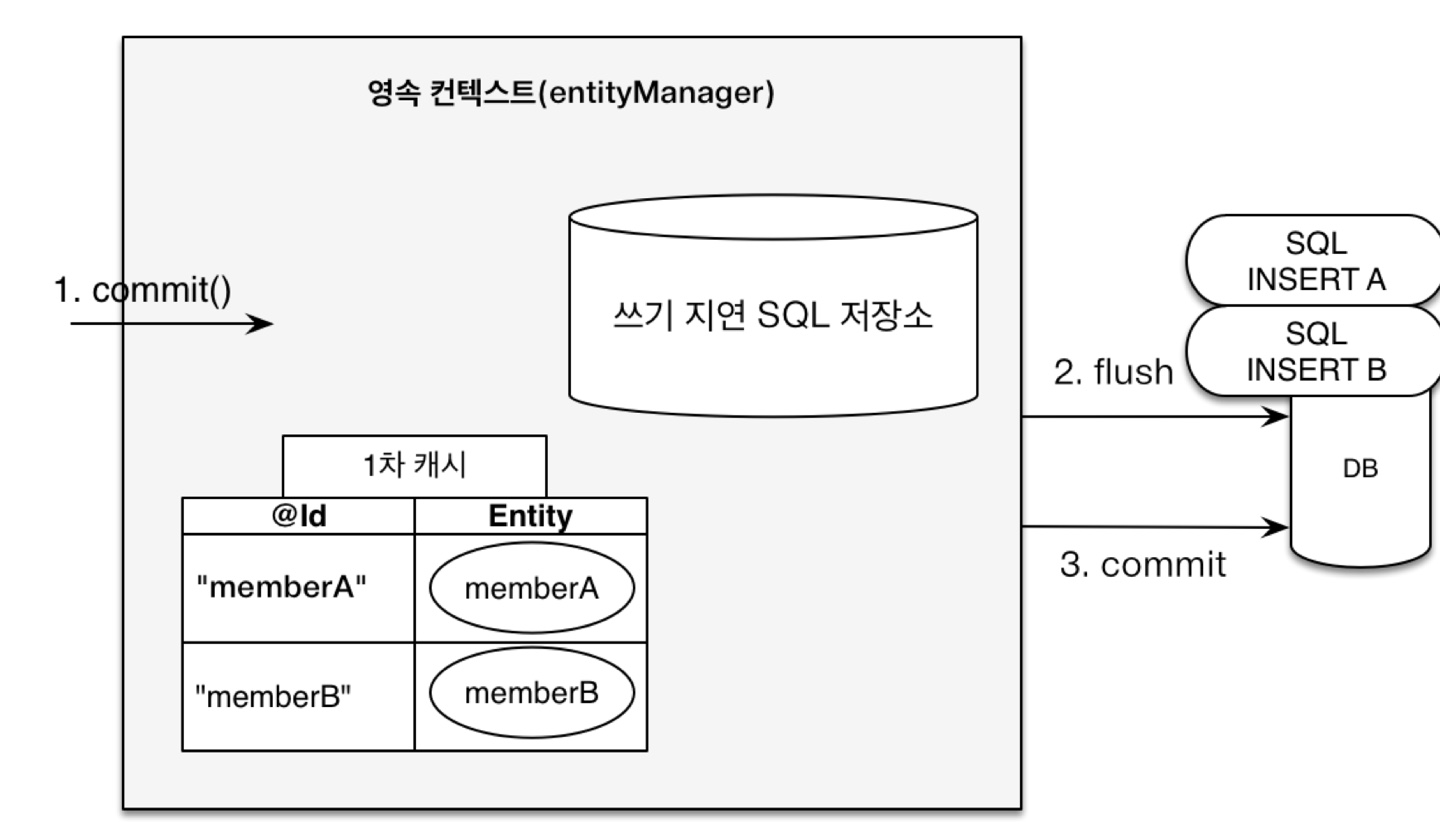 영속 컨텍스트(entityManager)
1. commit()
쓰기 지연 SQL 저장소
SQL
INSERT A
SQL
INSERT B
2. flush
DB
3. commit
1차 캐시
@Id Entity
"memberA" memberA
"memberB" memberB